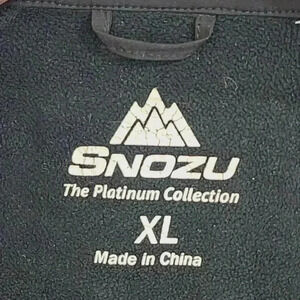 SNOZU
The Platinum Collection
XL
Made in China